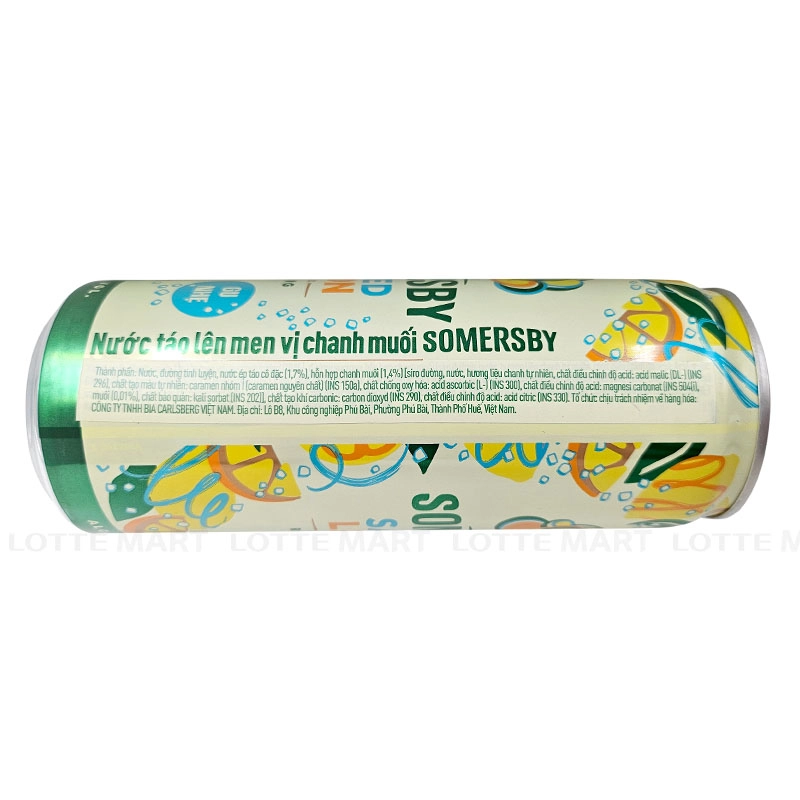 Nước táo lên men vị chanh muối SOMERSBY
Thành phần: Nước, đường tinh luyện, nước ép táo cô đặc (1,7%), hỗn hợp chanh muối (1,4%) (siro đường, nước, hương liệu chanh tự nhiên, chất điều chỉnh độ acid: acid malic (DL-) (INS
296), chất tạo màu tự nhiên: caramen nhóm I (caramen nguyên chất) (INS 150a), chất chống oxy hóa: acid ascorbic (L-) (INS 300), chất điều chỉnh độ acid: magnesi carbonat (INS 504i)),
muối (0,01%), chất bảo quản: kali sorbat (INS 202)), chất tạo khí carbonic: carbon dioxyd (INS 290), chất điều chỉnh độ acid: acid citric (INS 330). Tổ chức chịu trách nhiệm về hàng hóa:
CÔNG TY TNHH BIA CARLSBERG VIỆT NAM. Địa chỉ: Lô B8, Khu công nghiệp Phú Bài, Phường Phú Bài, Thành Phố Huế, Việt Nam.
LOTTE MART LOTTE MART LOTTE MART LOTTE